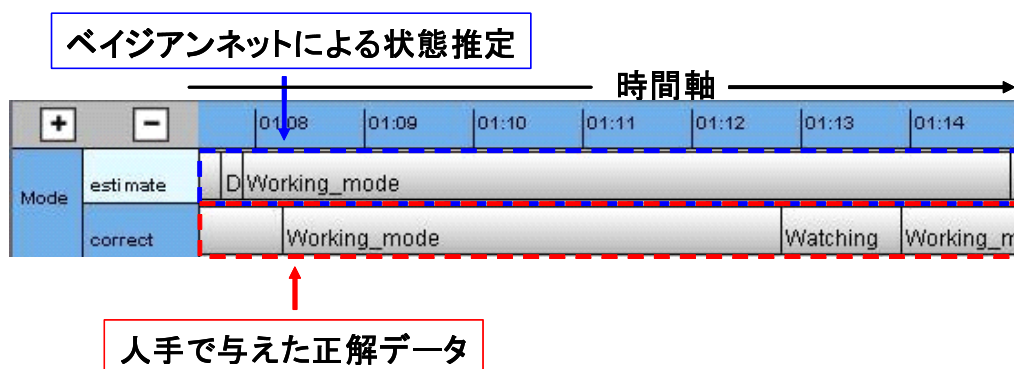 ベイジアンネットによる状態推定
時間軸
+ -
01:08 01:09 01:10 01:11 01:12 01:13 01:14
Mode
estimate D Working_mode
correct Working_mode Watching Working_m
人手で与えた正解データ